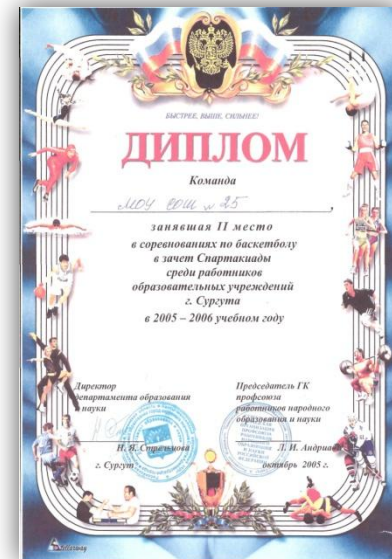 БЫСТРЕЕ, ВЫШЕ, СИЛЬНЕЕ!
ДИПЛОМ
Команда
МОУ СОШ № 25,
занявшая II место
в соревнованиях по баскетболу
в зачет Спартакиады
среди работников
образовательных учреждений
г. Сургута
в 2005 – 2006 учебном году
Директор
департамента образования
и науки
Н. Я. Стрельцова
г. Сургут
Председатель ГК
профсоюза
работников народного
образования и науки
Л. И.
октябрь 2005 г.